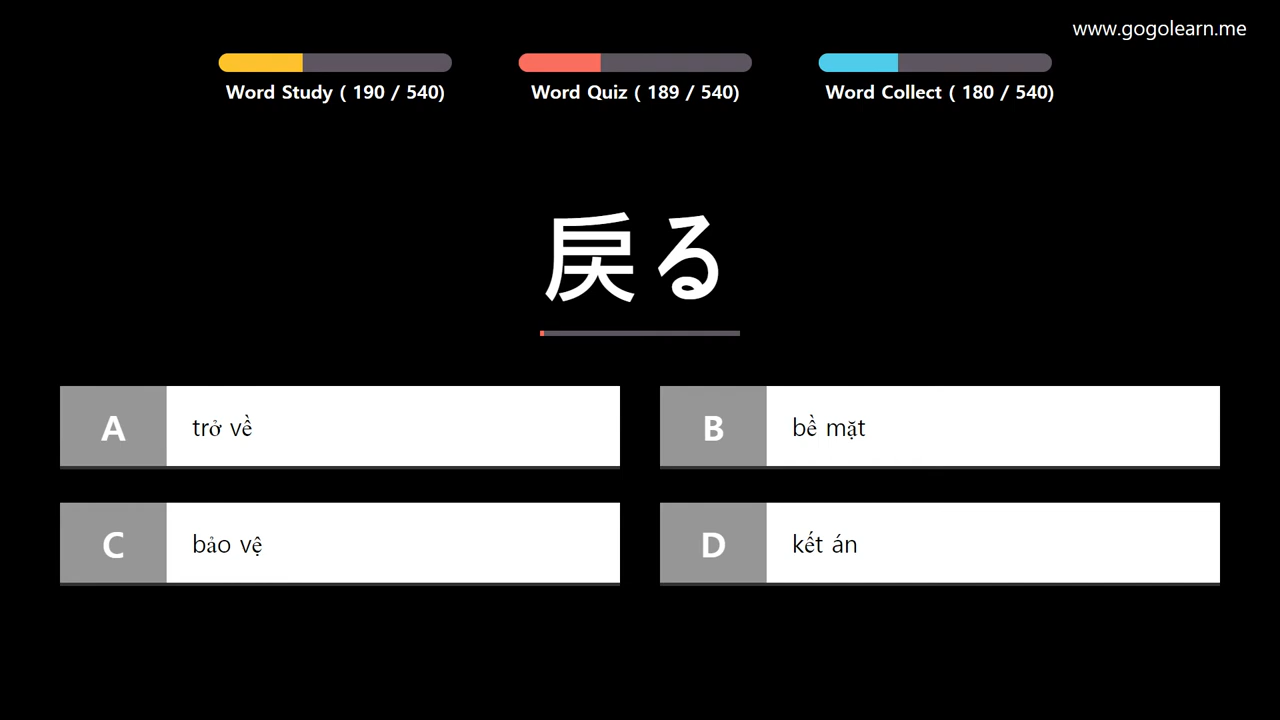 www.gogolearn.me
Word Study ( 190 / 540)
Word Quiz ( 189 / 540)
Word Collect ( 180 / 540)
戻る
A trở về
B bề mặt
C bảo vệ
D kết án